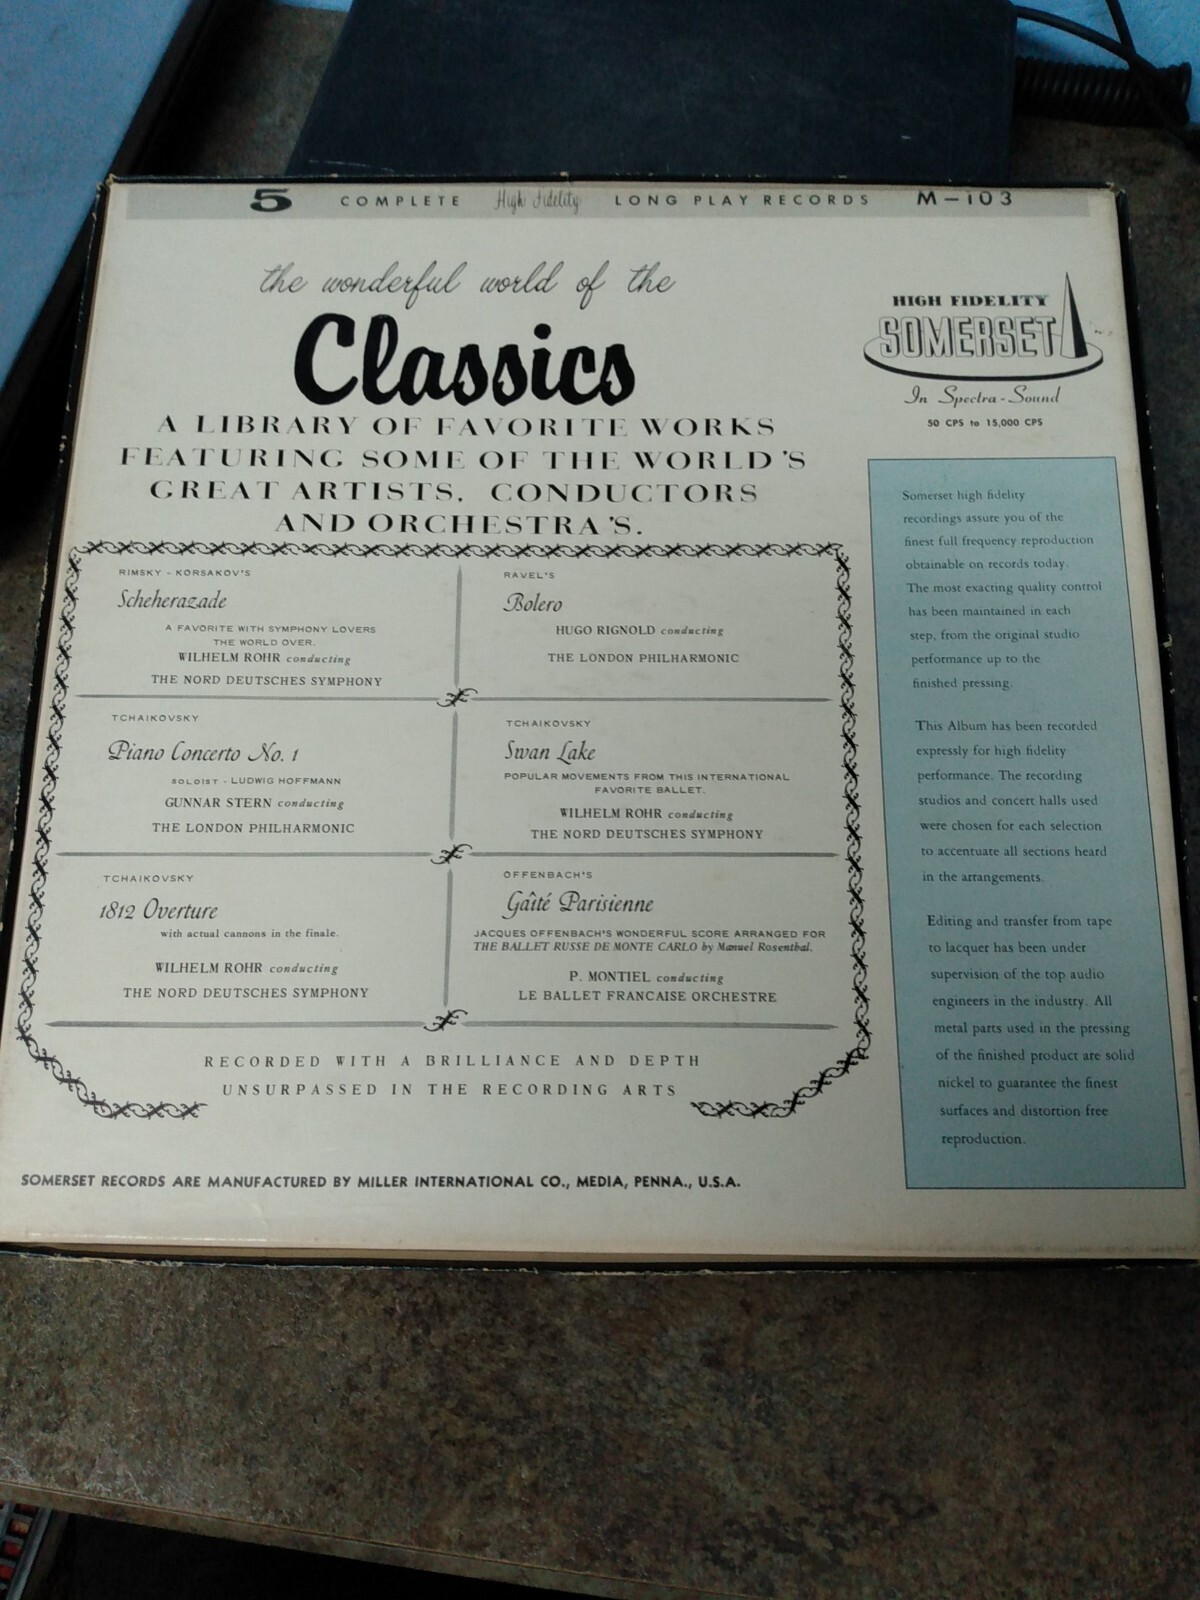 5 COMPLETE High Fidelity LONG PLAY RECORDS M-103
the wonderful world of the
Classics
A LIBRARY OF FAVORITE WORKS
FEATURING SOME OF THE WORLD'S
GREAT ARTISTS, CONDUCTORS
AND ORCHESTRA'S.
HIGH FIDELITY
SOMERSET
In Spectra-Sound
50 CPS to 15,000 CPS
RIMSKY - KORSAKOV'S
Scheherazade
A FAVORITE WITH SYMPHONY LOVERS
THE WORLD OVER.
WILHELM ROHR conducting
THE NORD DEUTSCHES SYMPHONY
RAVEL'S
Bolero
HUGO RIGNOLD conducting
THE LONDON PHILHARMONIC
TCHAIKOVSKY
Piano Concerto No. 1
SOLOIST - LUDWIG HOFFMANN
GUNNAR STERN conducting
THE LONDON PHILHARMONIC
TCHAIKOVSKY
Swan Lake
POPULAR MOVEMENTS FROM THIS INTERNATIONAL
FAVORITE BALLET.
WILHELM ROHR conducting
THE NORD DEUTSCHES SYMPHONY
TCHAIKOVSKY
1812 Overture
with actual cannons in the finale.
WILHELM ROHR conducting
THE NORD DEUTSCHES SYMPHONY
OFFENBACH'S
Gaîté Parisienne
JACQUES OFFENBACH'S WONDERFUL SCORE ARRANGED FOR
THE BALLET RUSSE DE MONTE CARLO by Manuel Rosenthal.
P. MONTIEL conducting
LE BALLET FRANCAISE ORCHESTRE
RECORDED WITH A BRILLIANCE AND DEPTH
UNSURPASSED IN THE RECORDING ARTS
Somerset high fidelity
recordings assure you of the
finest full frequency reproduction
obtainable on records today.
The most exacting quality control
has been maintained in each
step, from the original studio
performance up to the
finished pressing.
This Album has been recorded
expressly for high fidelity
performance. The recording
studios and concert halls used
were chosen for each selection
to accentuate all sections heard
in the arrangements.
Editing and transfer from tape
to lacquer has been under
supervision of the top audio
engineers in the industry. All
metal parts used in the pressing
of the finished product are solid
nickel to guarantee the finest
surfaces and distortion free
reproduction.
SOMERSET RECORDS ARE MANUFACTURED BY MILLER INTERNATIONAL CO., MEDIA, PENNA., U.S.A.